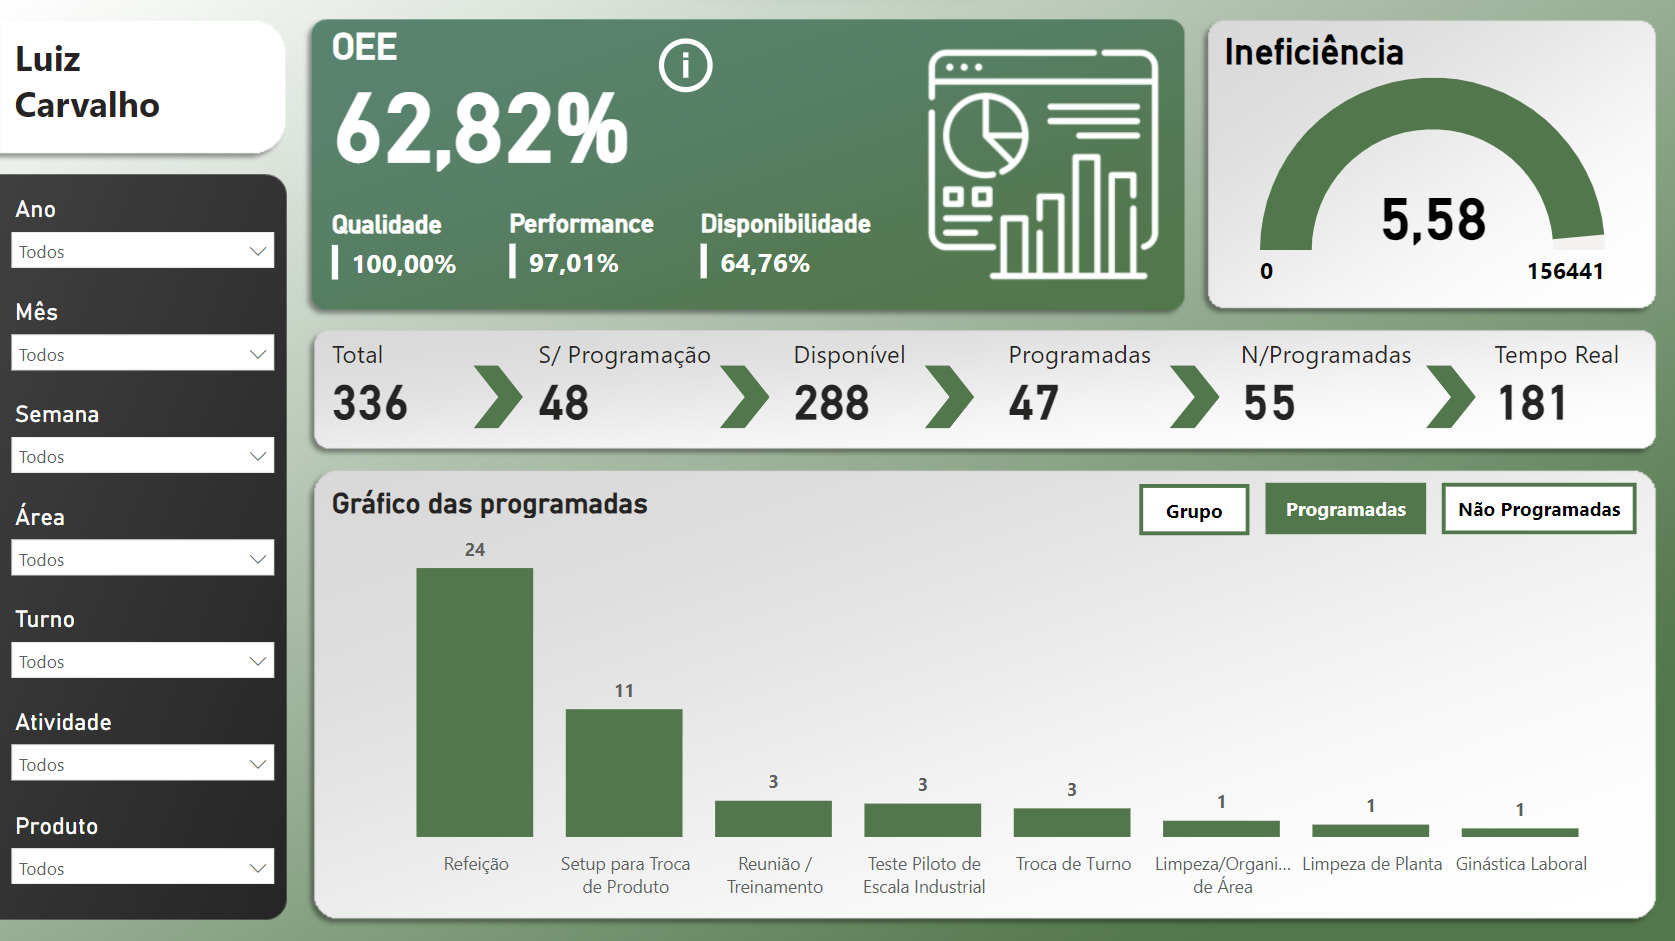 Luiz
Carvalho
Ano
Todos
Mês
Todos
Semana
Todos
Área
Todos
Turno
Todos
Atividade
Todos
Produto
Todos
OEE
i
62,82%
Qualidade
100,00%
Performance
97,01%
Disponibilidade
64,76%
Ineficiência
5,58
0
156441
Total
336
S/ Programação
48
Disponível
288
Programadas
47
N/Programadas
55
Tempo Real
181
Gráfico das programadas
Grupo
Programadas
Não Programadas
24
11
3
3
3
1
1
1
Refeição
Setup para Troca
de Produto
Reunião /
Treinamento
Teste Piloto de
Escala Industrial
Troca de Turno
Limpeza/Organi...
de Área
Limpeza de Planta
Ginástica Laboral